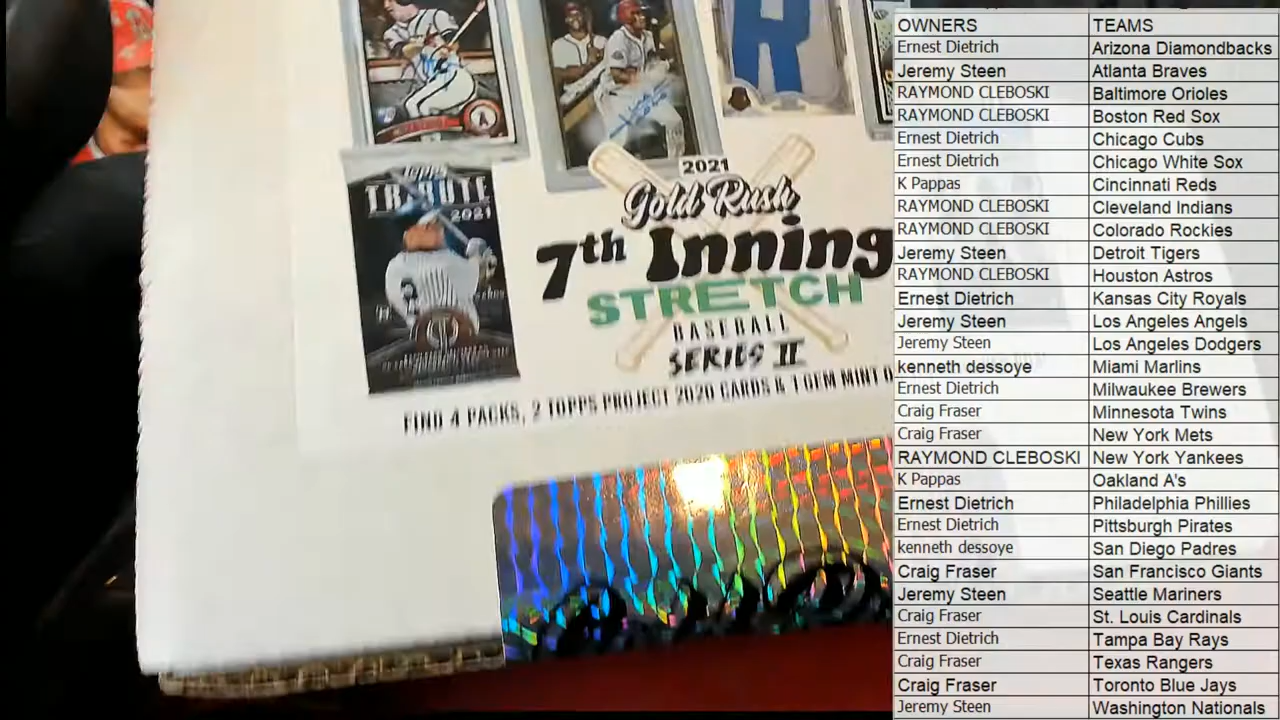 Topps
TRIBUTE
2021
2021
Gold Rush
7th Inning
STRETCH
BASEBALL
SERIES II
FIND 4 PACKS, 2 TOPPS PROJECT 2020 CARDS & 1 GEM MINT
OWNERS TEAMS
Ernest Dietrich Arizona Diamondbacks
Jeremy Steen Atlanta Braves
RAYMOND CLEBOSKI Baltimore Orioles
RAYMOND CLEBOSKI Boston Red Sox
Ernest Dietrich Chicago Cubs
Ernest Dietrich Chicago White Sox
K Pappas Cincinnati Reds
RAYMOND CLEBOSKI Cleveland Indians
RAYMOND CLEBOSKI Colorado Rockies
Jeremy Steen Detroit Tigers
RAYMOND CLEBOSKI Houston Astros
Ernest Dietrich Kansas City Royals
Jeremy Steen Los Angeles Angels
Jeremy Steen Los Angeles Dodgers
kenneth dessoye Miami Marlins
Ernest Dietrich Milwaukee Brewers
Craig Fraser Minnesota Twins
Craig Fraser New York Mets
RAYMOND CLEBOSKI New York Yankees
K Pappas Oakland A's
Ernest Dietrich Philadelphia Phillies
Ernest Dietrich Pittsburgh Pirates
kenneth dessoye San Diego Padres
Craig Fraser San Francisco Giants
Jeremy Steen Seattle Mariners
Craig Fraser St. Louis Cardinals
Ernest Dietrich Tampa Bay Rays
Craig Fraser Texas Rangers
Craig Fraser Toronto Blue Jays
Jeremy Steen Washington Nationals